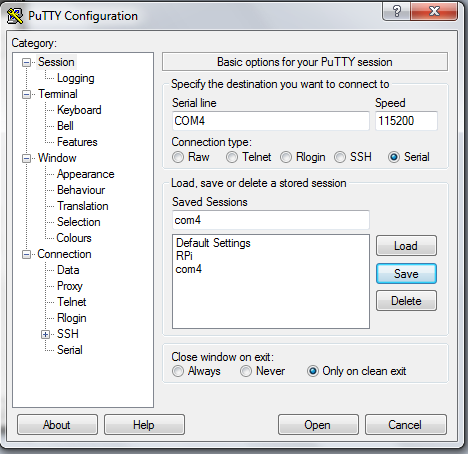 PuTTY Configuration
?
X
Category:
Session
Logging
Terminal
Keyboard
Bell
Features
Window
Appearance
Behaviour
Translation
Selection
Colours
Connection
Data
Proxy
Telnet
Rlogin
SSH
Serial
Basic options for your PuTTY session
Specify the destination you want to connect to
Serial line Speed
COM4 115200
Connection type:
Raw Telnet Rlogin SSH Serial
Load, save or delete a stored session
Saved Sessions
com4
Default Settings
RPi
com4
Load
Save
Delete
Close window on exit:
Always Never Only on clean exit
About Help Open Cancel